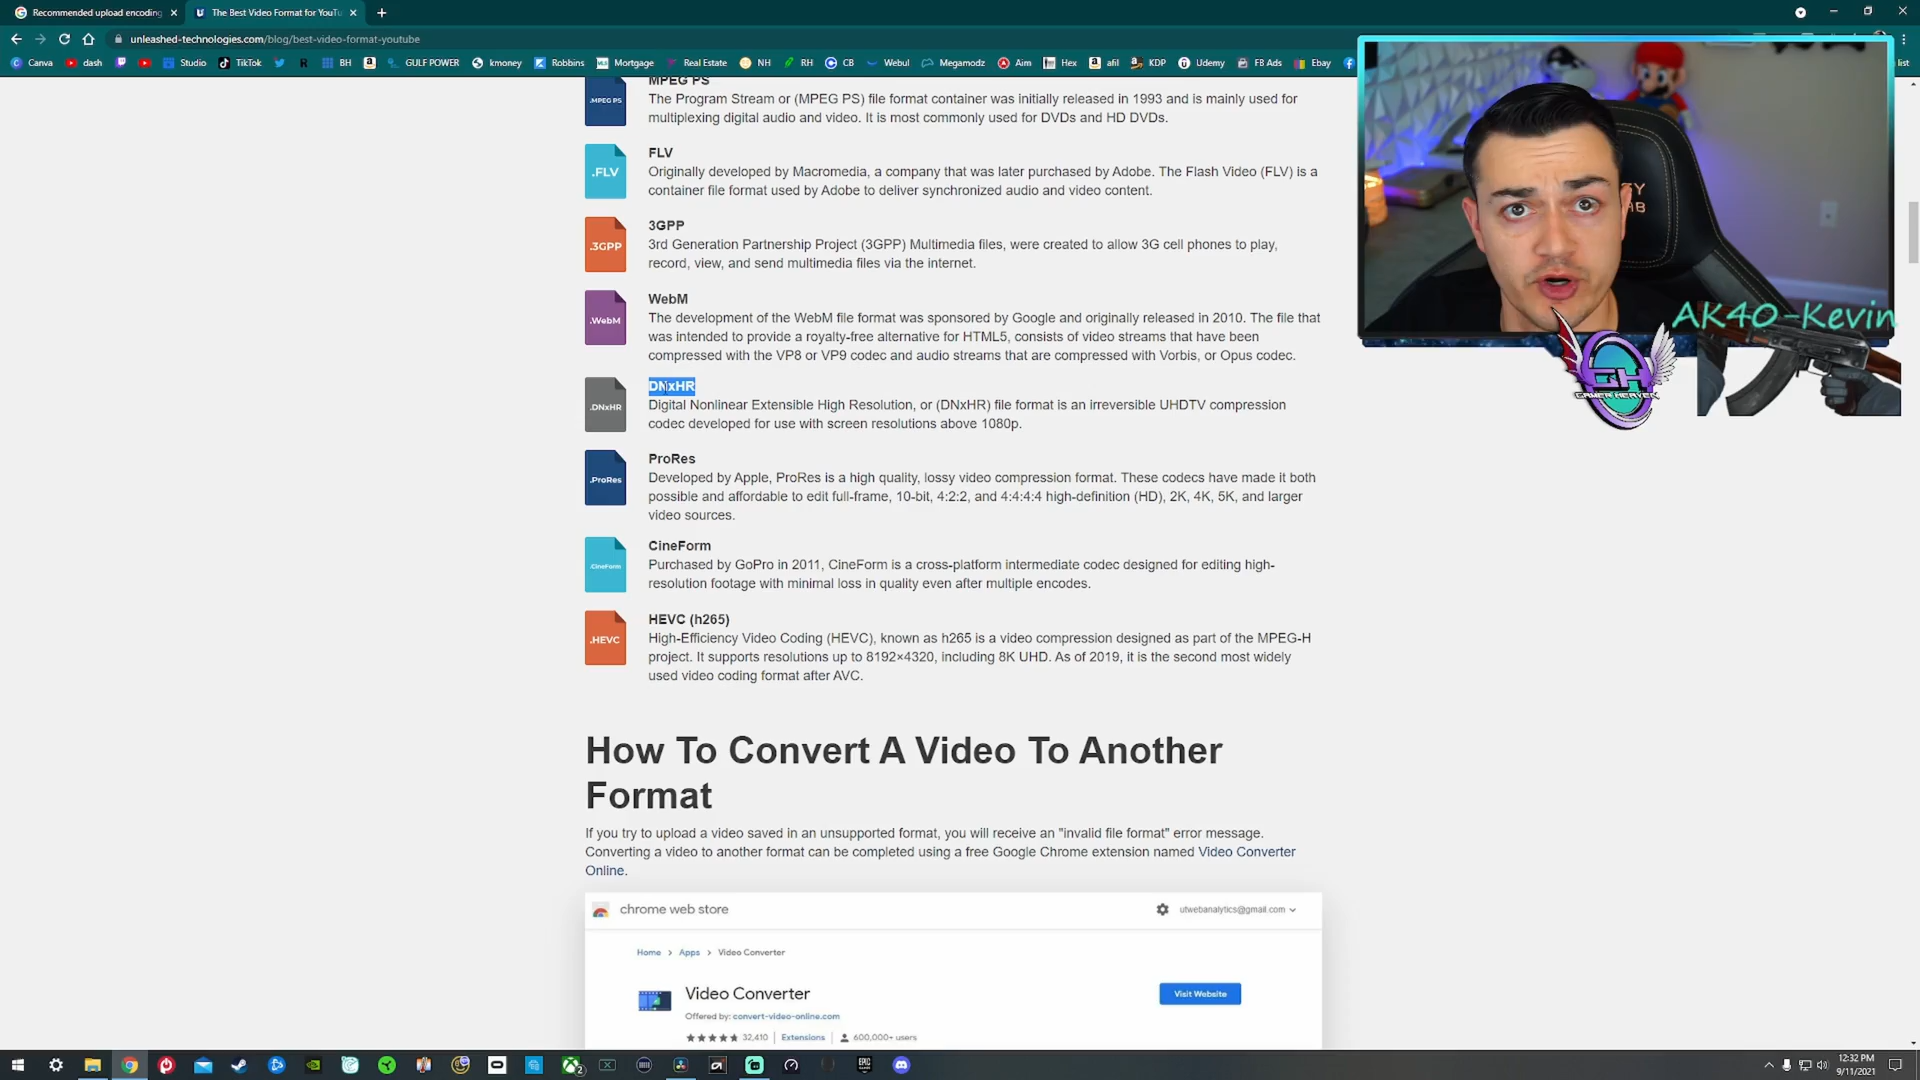 Recommended upload encoding
The Best Video Format for YouTu
unleashed-technologies.com/blog/best-video-format-youtube
Canva
dash
Studio
TikTok
BH
GULF POWER
kmoney
Robbins
Mortgage
Real Estate
NH
RH
CB
Webul
Megamodz
Aim
Hex
afil
KDP
Udemy
FB Ads
Ebay
list
MPEG PS
.MPEG PS
The Program Stream or (MPEG PS) file format container was initially released in 1993 and is mainly used for
multiplexing digital audio and video. It is most commonly used for DVDs and HD DVDs.
FLV
.FLV
Originally developed by Macromedia, a company that was later purchased by Adobe. The Flash Video (FLV) is a
container file format used by Adobe to deliver synchronized audio and video content.
3GPP
.3GPP
3rd Generation Partnership Project (3GPP) Multimedia files, were created to allow 3G cell phones to play,
record, view, and send multimedia files via the internet.
WebM
.WebM
The development of the WebM file format was sponsored by Google and originally released in 2010. The file that
was intended to provide a royalty-free alternative for HTML5, consists of video streams that have been
compressed with the VP8 or VP9 codec and audio streams that are compressed with Vorbis, or Opus codec.
DNxHR
.DNxHR
Digital Nonlinear Extensible High Resolution, or (DNxHR) file format is an irreversible UHDTV compression
codec developed for use with screen resolutions above 1080p.
ProRes
.ProRes
Developed by Apple, ProRes is a high quality, lossy video compression format. These codecs have made it both
possible and affordable to edit full-frame, 10-bit, 4:2:2, and 4:4:4:4 high-definition (HD), 2K, 4K, 5K, and larger
video sources.
CineForm
.CineForm
Purchased by GoPro in 2011, CineForm is a cross-platform intermediate codec designed for editing high-
resolution footage with minimal loss in quality even after multiple encodes.
HEVC (h265)
.HEVC
High-Efficiency Video Coding (HEVC), known as h265 is a video compression designed as part of the MPEG-H
project. It supports resolutions up to 8192×4320, including 8K UHD. As of 2019, it is the second most widely
used video coding format after AVC.
AK40-Kevin
GH
GAMER HEAVEN
How To Convert A Video To Another
Format
If you try to upload a video saved in an unsupported format, you will receive an "invalid file format" error message.
Converting a video to another format can be completed using a free Google Chrome extension named Video Converter
Online.
chrome web store
utwebanalytics@gmail.com
Home > Apps > Video Converter
Video Converter
Visit Website
Offered by: convert-video-online.com
32,410
Extensions
600,000+ users
EPIC
12:32 PM
9/11/2021